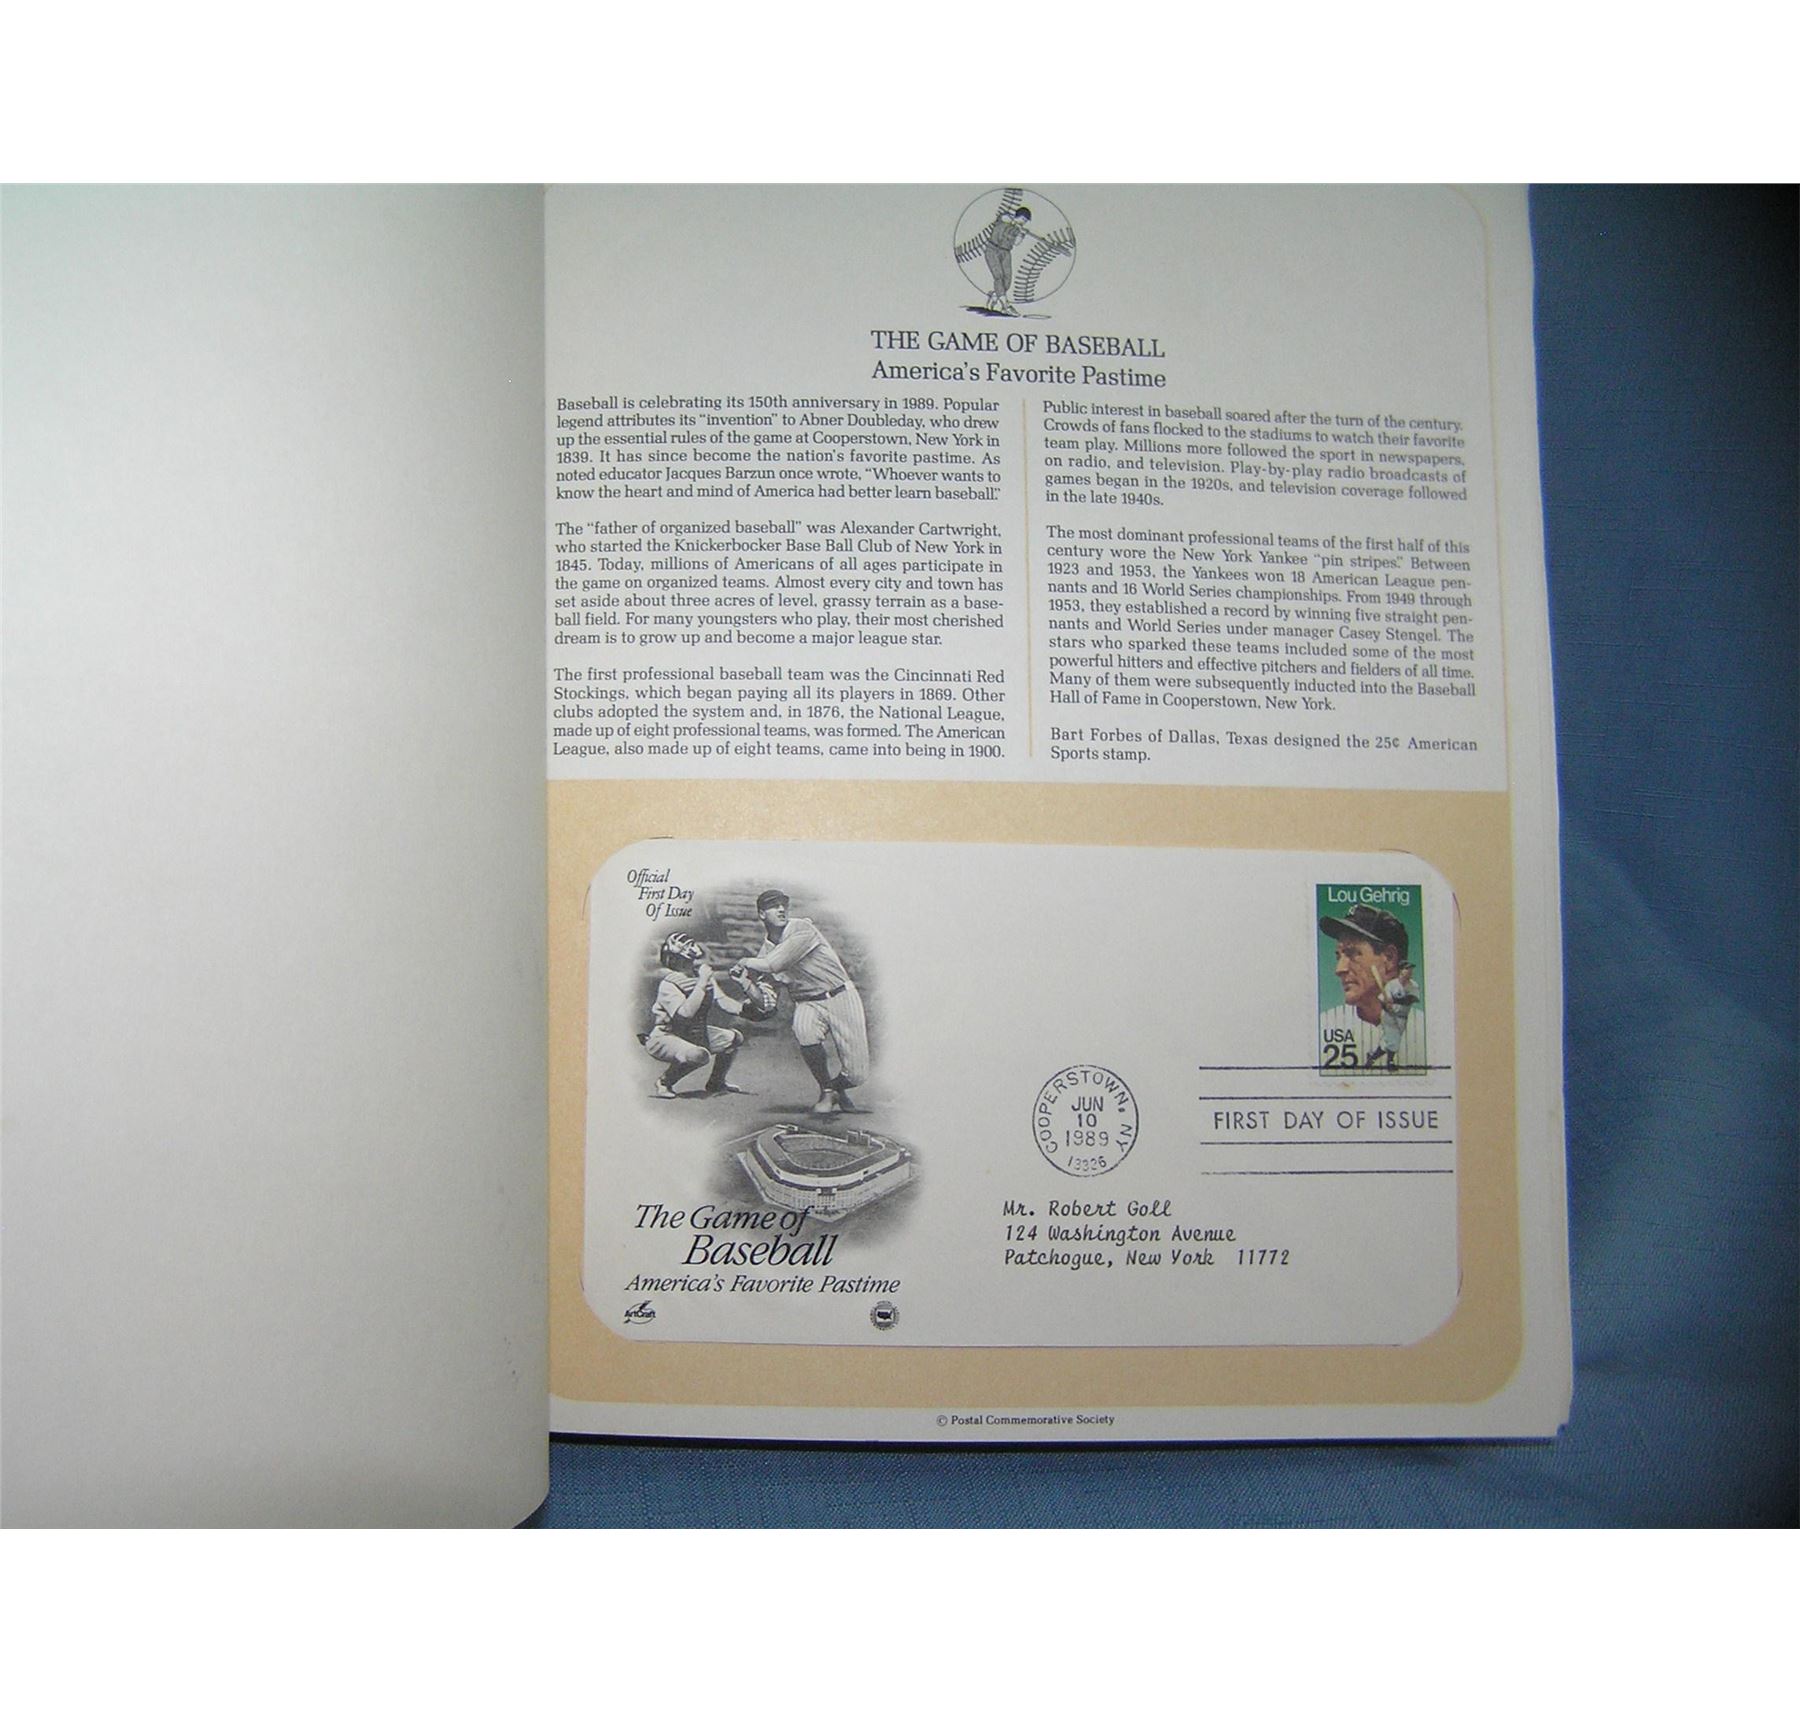 THE GAME OF BASEBALL
America's Favorite Pastime
Baseball is celebrating its 150th anniversary in 1989. Popular
legend attributes its "invention" to Abner Doubleday, who drew
up the essential rules of the game at Cooperstown, New York in
1839. It has since become the nation's favorite pastime. As
noted educator Jacques Barzun once wrote, "Whoever wants to
know the heart and mind of America had better learn baseball."
The "father of organized baseball" was Alexander Cartwright,
who started the Knickerbocker Base Ball Club of New York in
1845. Today, millions of Americans of all ages participate in
the game on organized teams. Almost every city and town has
set aside about three acres of level, grassy terrain as a base-
ball field. For many youngsters who play, their most cherished
dream is to grow up and become a major league star.
The first professional baseball team was the Cincinnati Red
Stockings, which began paying all its players in 1869. Other
clubs adopted the system and, in 1876, the National League,
made up of eight professional teams, was formed. The American
League, also made up of eight teams, came into being in 1900.
Public interest in baseball soared after the turn of the century.
Crowds of fans flocked to the stadiums to watch their favorite
team play. Millions more followed the sport in newspapers,
on radio, and television. Play-by-play radio broadcasts of
games began in the 1920s, and television coverage followed
in the late 1940s.
The most dominant professional teams of the first half of this
century wore the New York Yankee "pin stripes." Between
1923 and 1953, the Yankees won 18 American League pen-
nants and 16 World Series championships. From 1949 through
1953, they established a record by winning five straight pen-
nants and World Series under manager Casey Stengel. The
stars who sparked these teams included some of the most
powerful hitters and effective pitchers and fielders of all time.
Many of them were subsequently inducted into the Baseball
Hall of Fame in Cooperstown, New York.
Bart Forbes of Dallas, Texas designed the 25¢ American
Sports stamp.
Official
First Day
Of Issue
Lou Gehrig
USA
25
COOPERSTOWN, NY
JUN
10
1989
13326
FIRST DAY OF ISSUE
Mr. Robert Goll
124 Washington Avenue
Patchogue, New York 11772
The Game of
Baseball
America's Favorite Pastime
ArtCraft
© Postal Commemorative Society